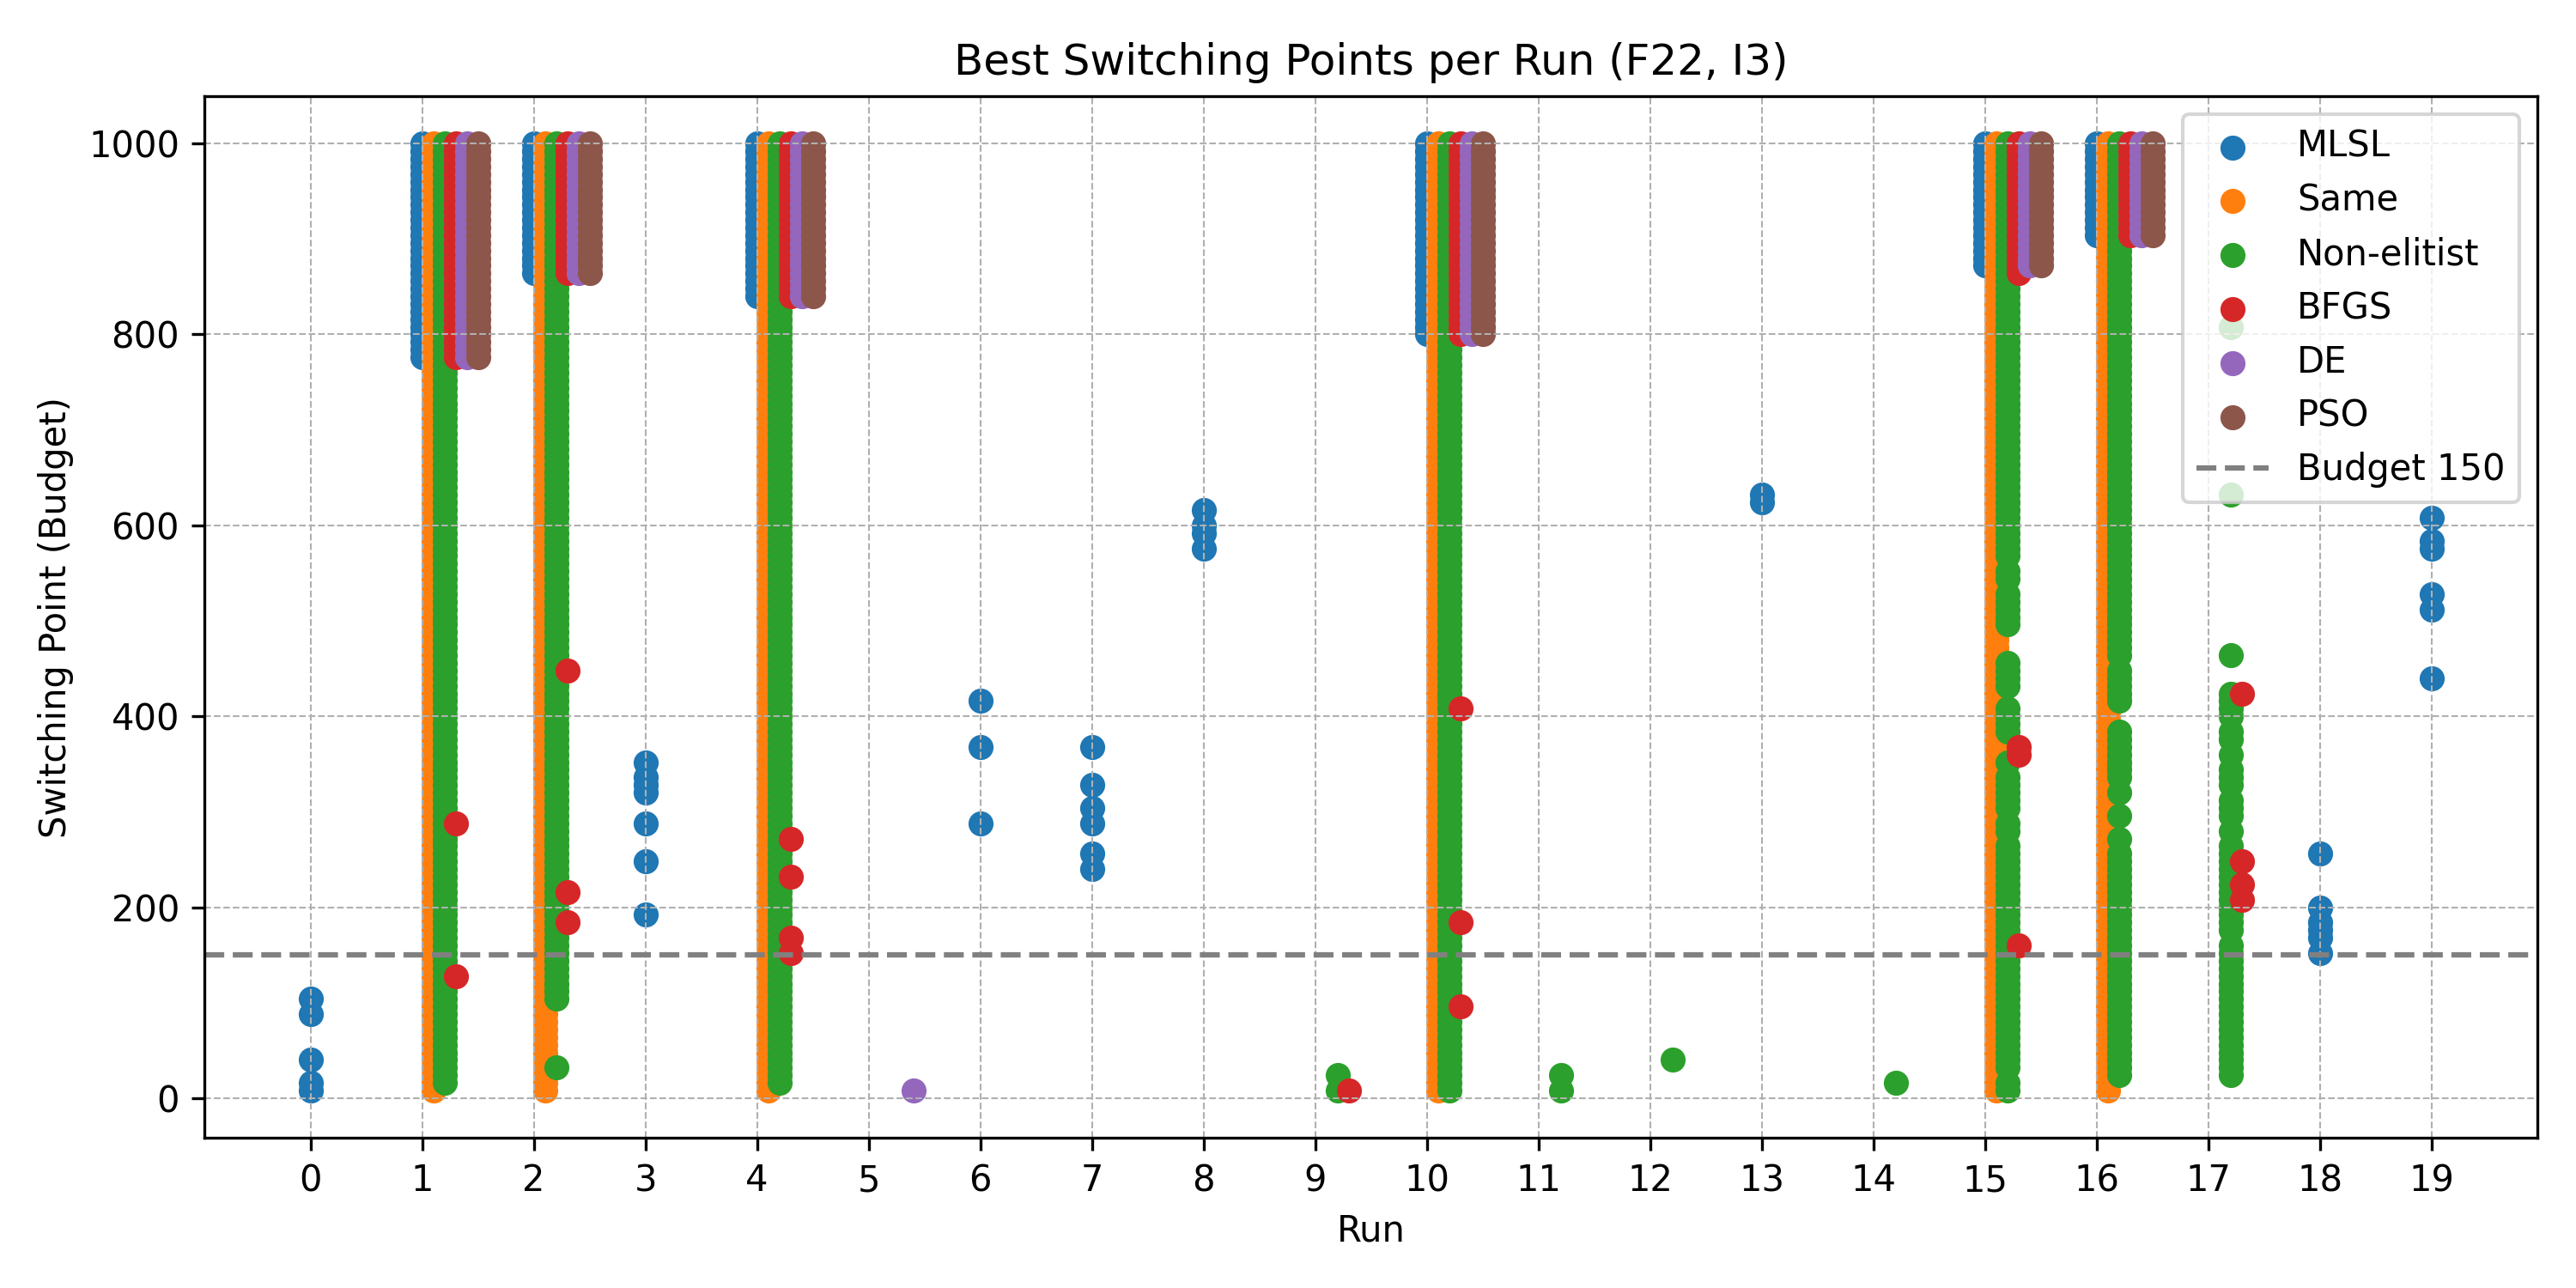 Best Switching Points per Run (F22, I3)
Switching Point (Budget)
1000
800
600
400
200
0
MLSL
Same
Non-elitist
BFGS
DE
PSO
Budget 150
0 1 2 3 4 5 6 7 8 9 10 11 12 13 14 15 16 17 18 19
Run